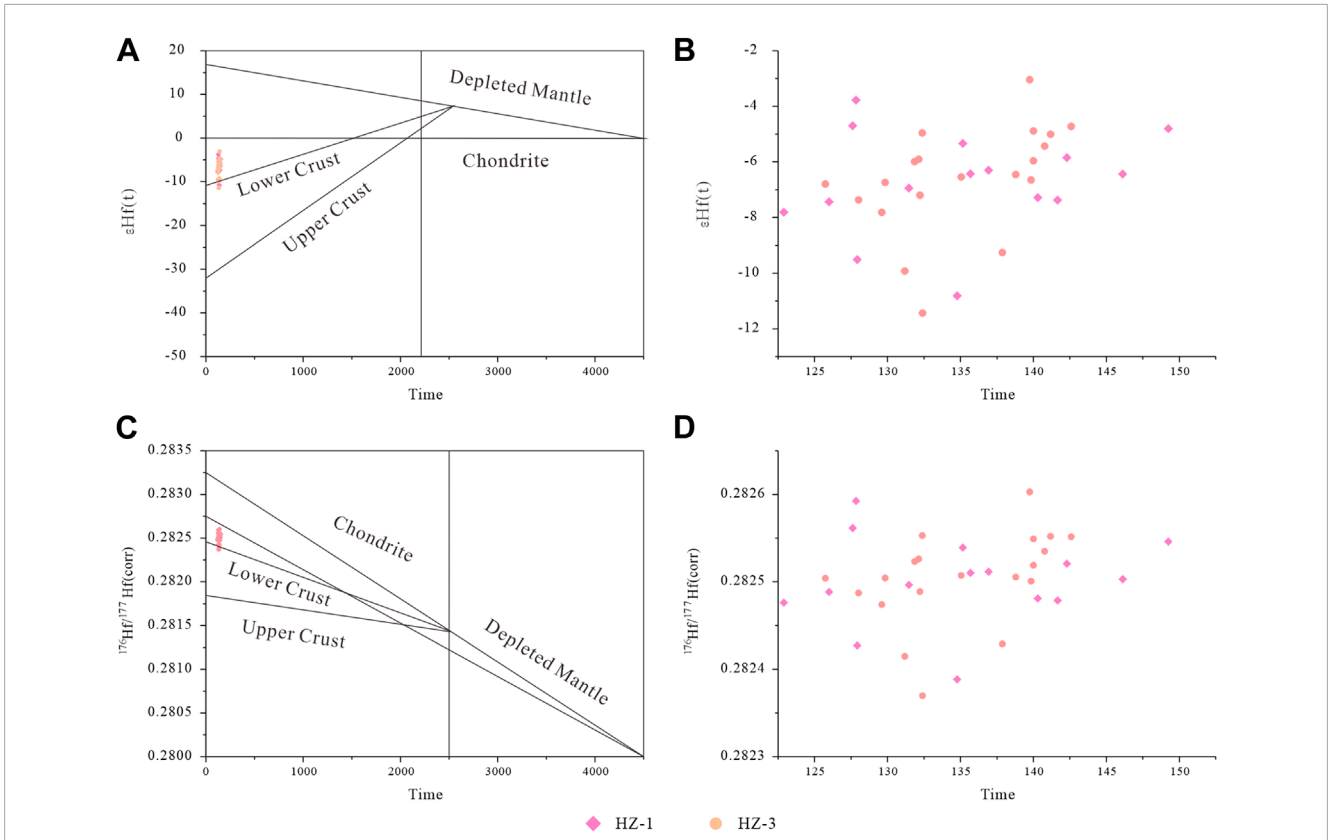 A
20
10
0
-10
-20
-30
-40
-50
εHf(t)
Depleted Mantle
Chondrite
Lower Crust
Upper Crust
0
1000
2000
3000
4000
Time
B
-2
-4
-6
-8
-10
-12
εHf(t)
125
130
135
140
145
150
Time
C
0.2835
0.2830
0.2825
0.2820
0.2815
0.2810
0.2805
0.2800
¹⁷⁶Hf/¹⁷⁷Hf(corr)
Chondrite
Lower Crust
Upper Crust
Depleted Mantle
0
1000
2000
3000
4000
Time
D
0.2826
0.2825
0.2824
0.2823
¹⁷⁶Hf/¹⁷⁷Hf(corr)
125
130
135
140
145
150
Time
HZ-1
HZ-3